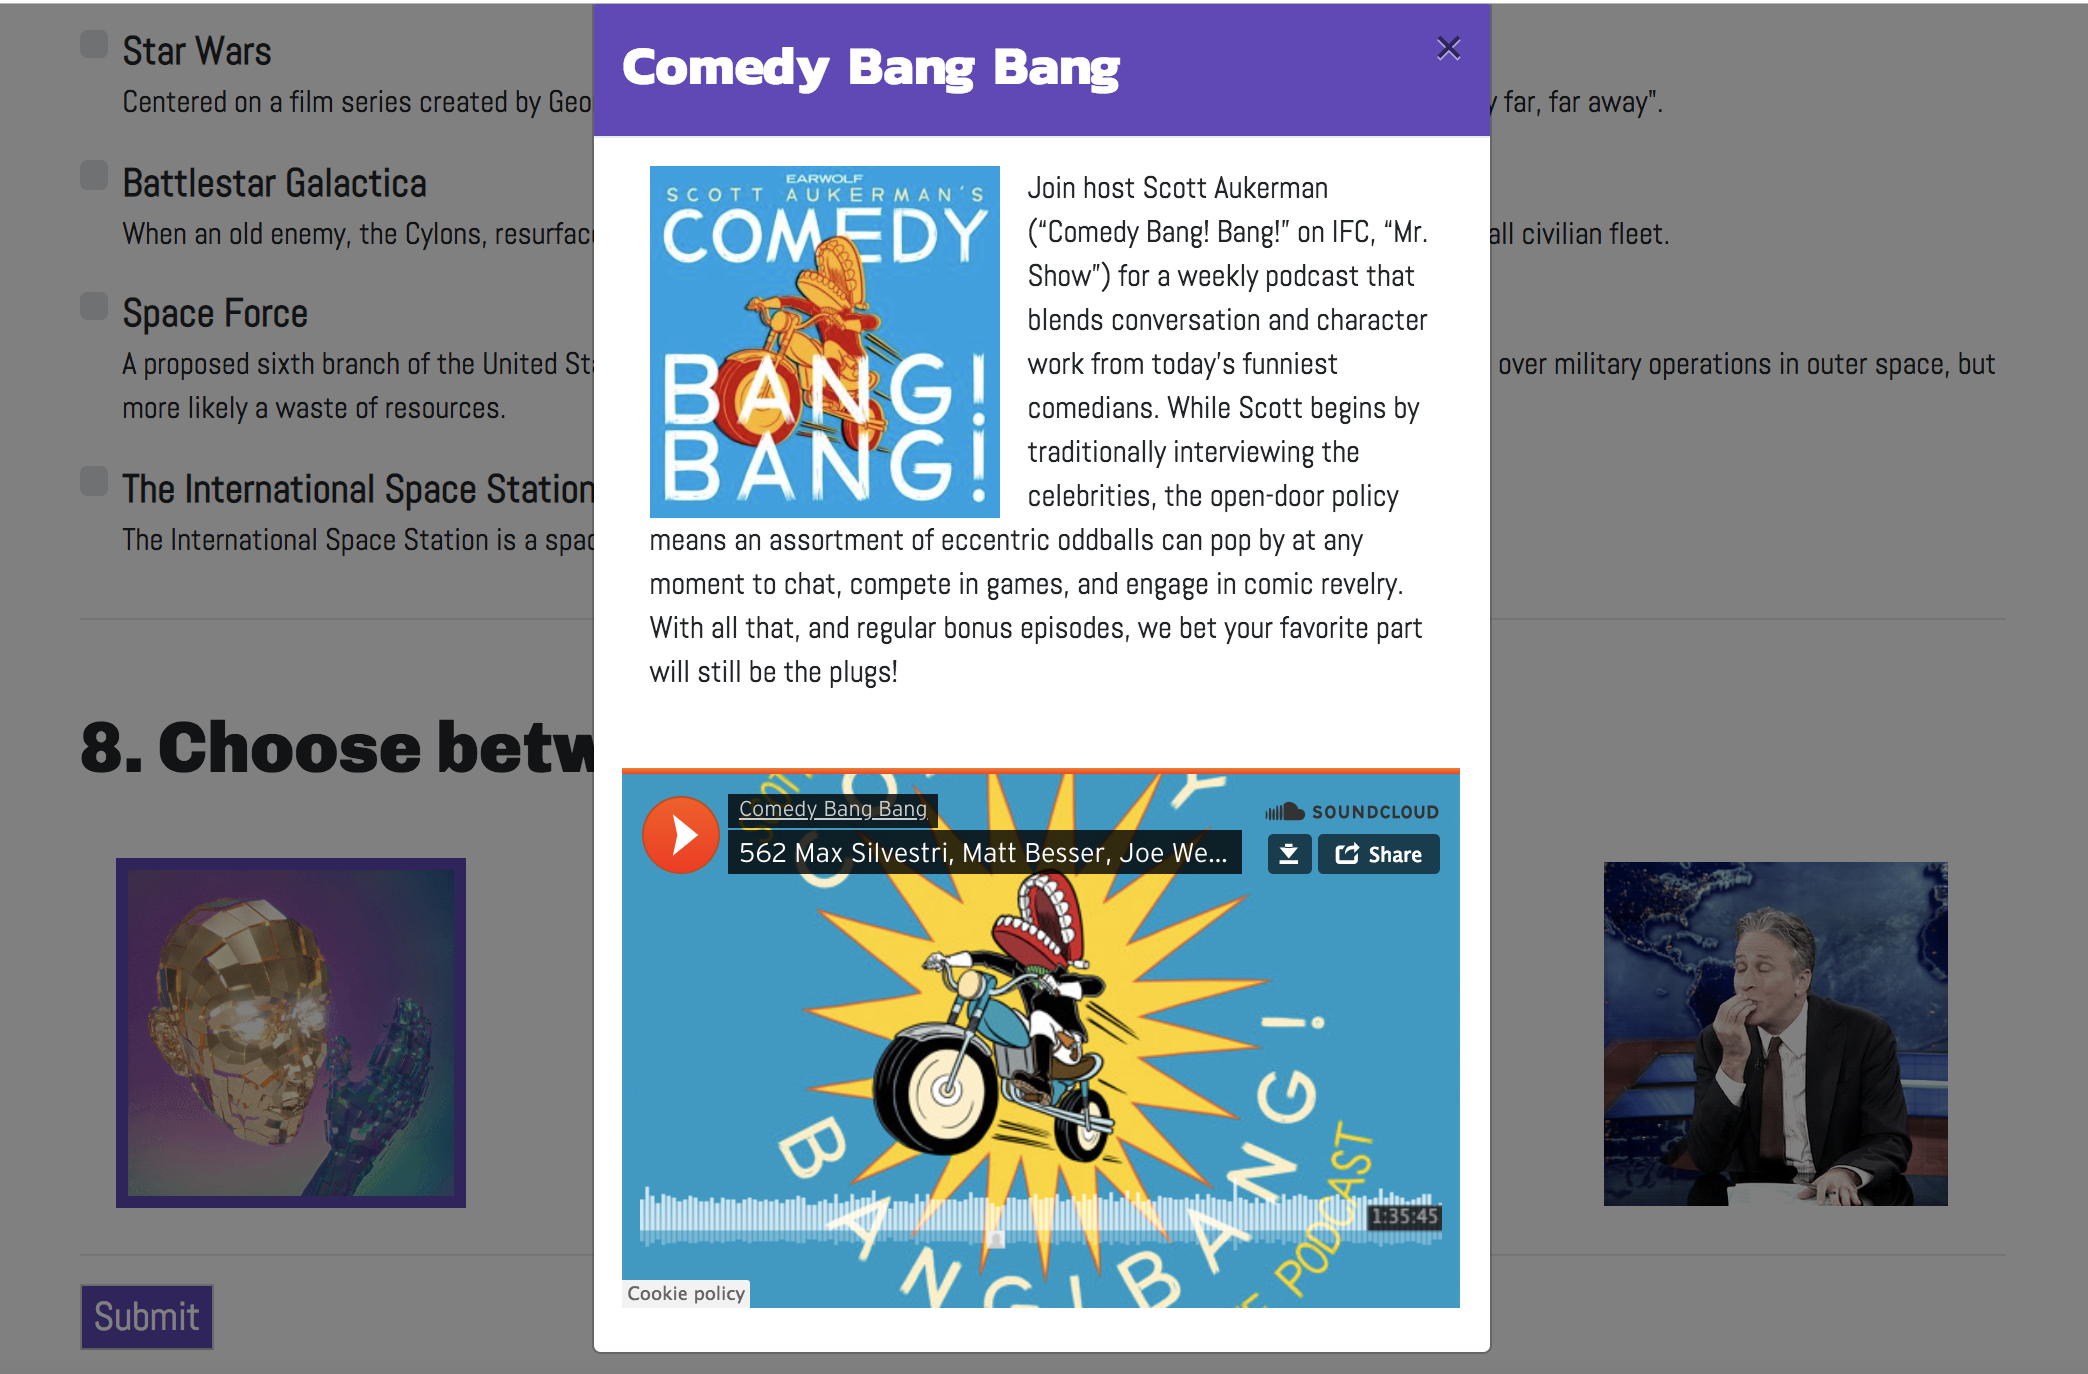 Star Wars
Centered on a film series created by Geo
y far, far away".
Battlestar Galactica
When an old enemy, the Cylons, resurface
all civilian fleet.
Space Force
A proposed sixth branch of the United Sta
over military operations in outer space, but
more likely a waste of resources.
The International Space Station
The International Space Station is a spac
8. Choose betw
Submit
Comedy Bang Bang
×
EARWOLF
SCOTT AUKERMAN'S
COMEDY
BANG!
BANG!
Join host Scott Aukerman
(“Comedy Bang! Bang!” on IFC, “Mr.
Show”) for a weekly podcast that
blends conversation and character
work from today’s funniest
comedians. While Scott begins by
traditionally interviewing the
celebrities, the open-door policy
means an assortment of eccentric oddballs can pop by at any
moment to chat, compete in games, and engage in comic revelry.
With all that, and regular bonus episodes, we bet your favorite part
will still be the plugs!
Comedy Bang Bang
562 Max Silvestri, Matt Besser, Joe We...
SOUNDCLOUD
Share
BANG! BANG!
PODCAST
1:35:45
Cookie policy